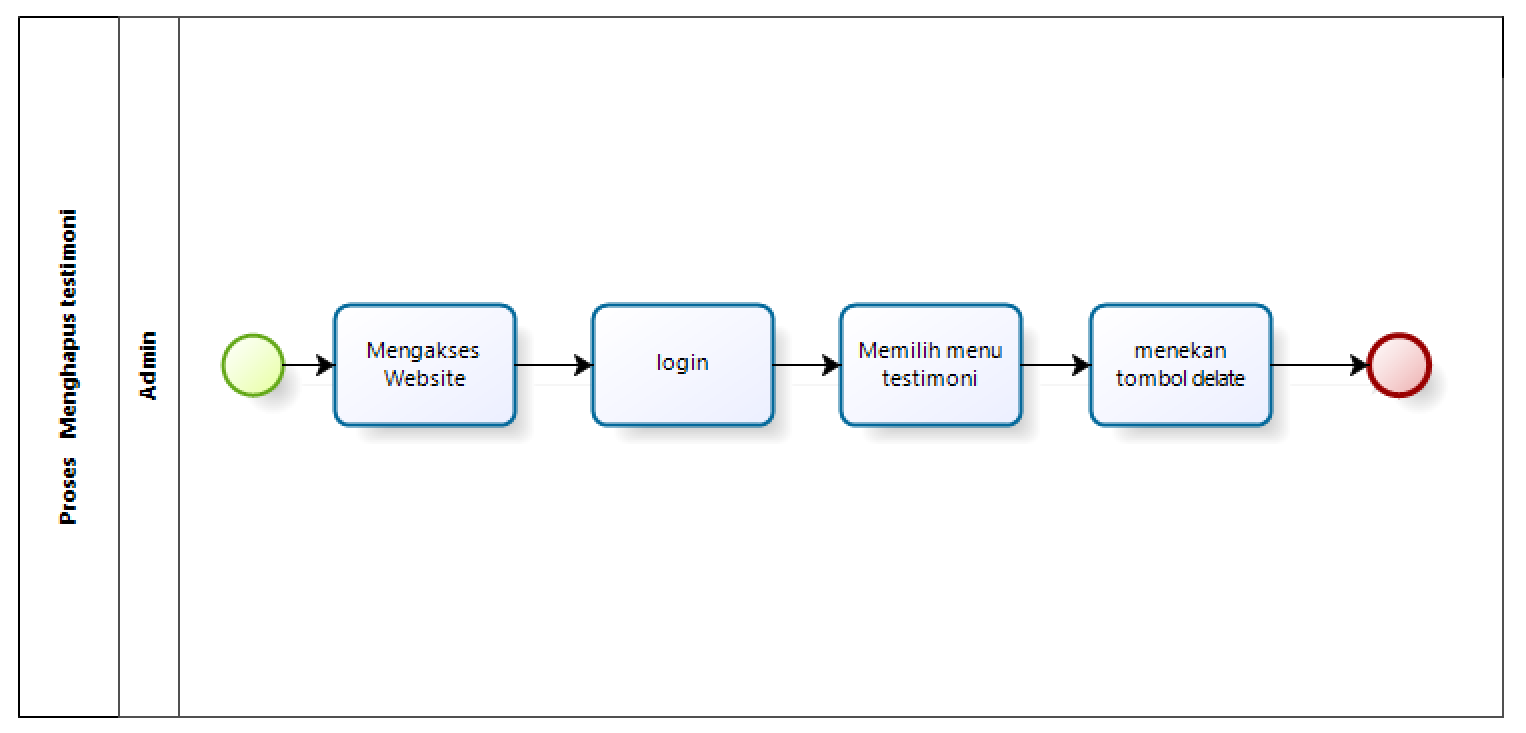 Proses Menghapus testimoni
Admin
Mengakses
Website
login
Memilih menu
testimoni
menekan
tombol delate